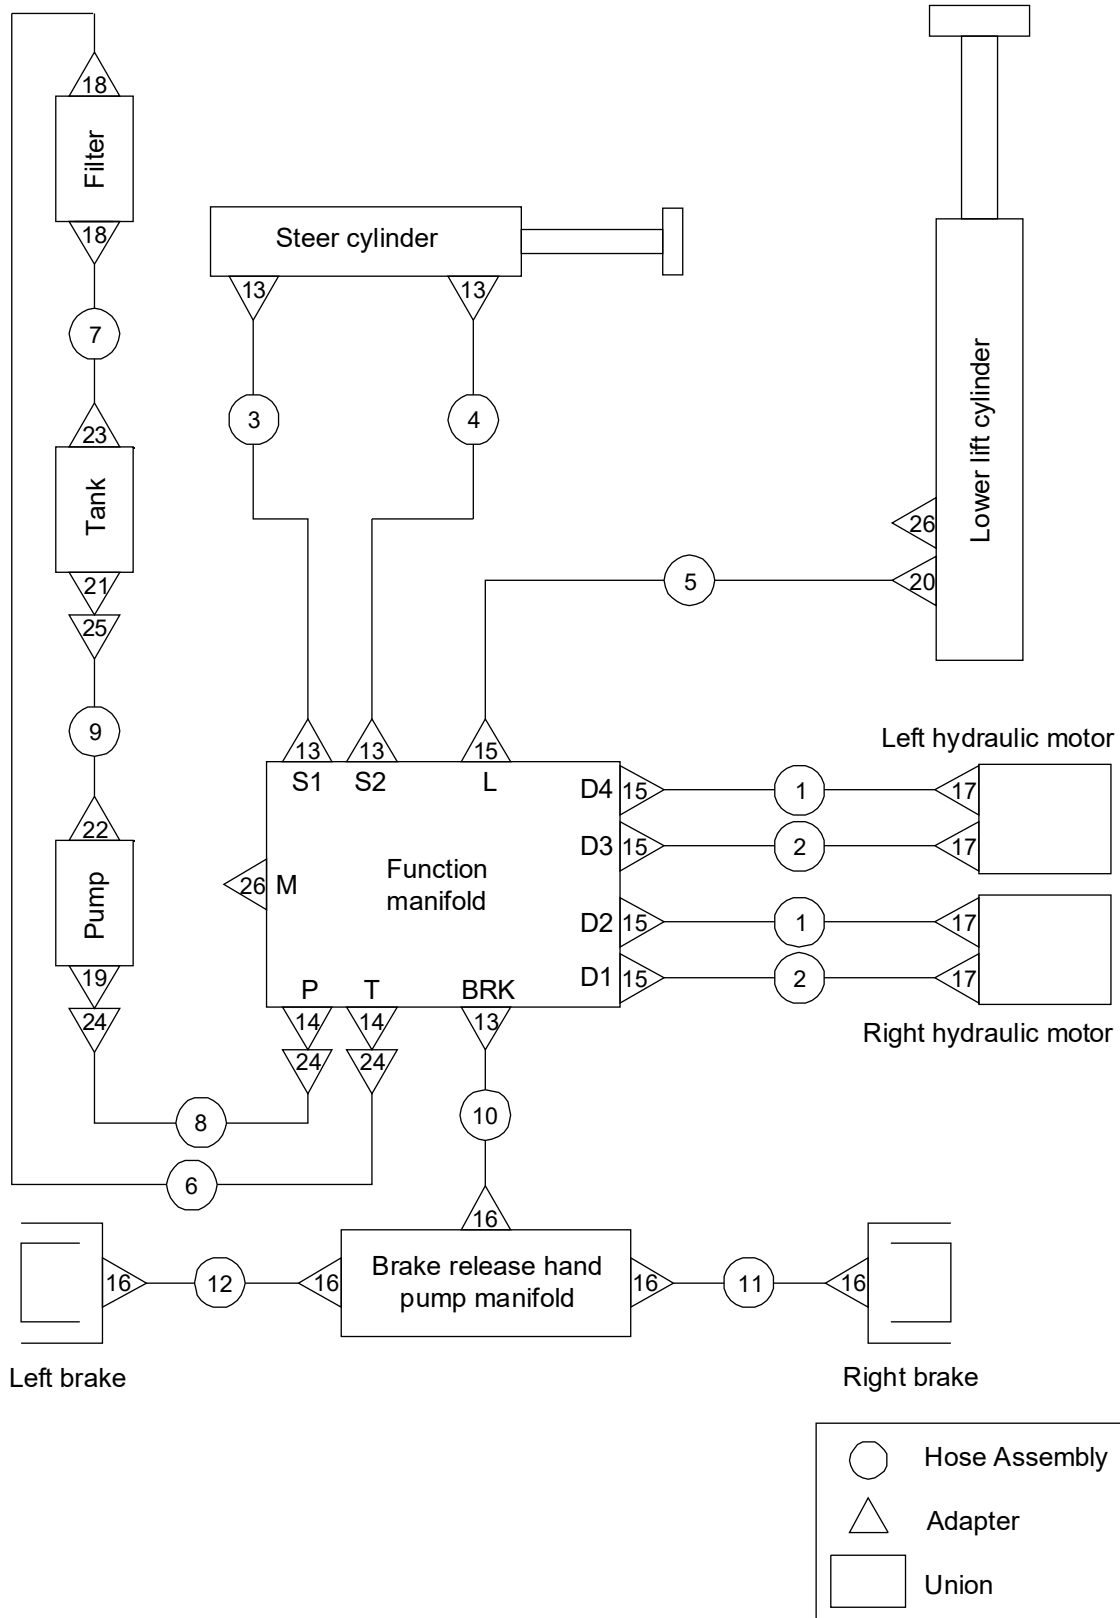 18
Filter
18
7
23
Tank
21
25
9
22
Pump
19
24
8
6
Steer cylinder
13
13
3
4
Lower lift cylinder
26
20
5
13
13
15
S1
S2
L
26
M
Function
manifold
P
T
BRK
14
14
13
24
24
D4
15
1
17
D3
15
2
17
D2
15
1
17
D1
15
2
17
Left hydraulic motor
Right hydraulic motor
10
16
Brake release hand
pump manifold
16
12
16
16
11
16
Left brake
Right brake
Hose Assembly
Adapter
Union